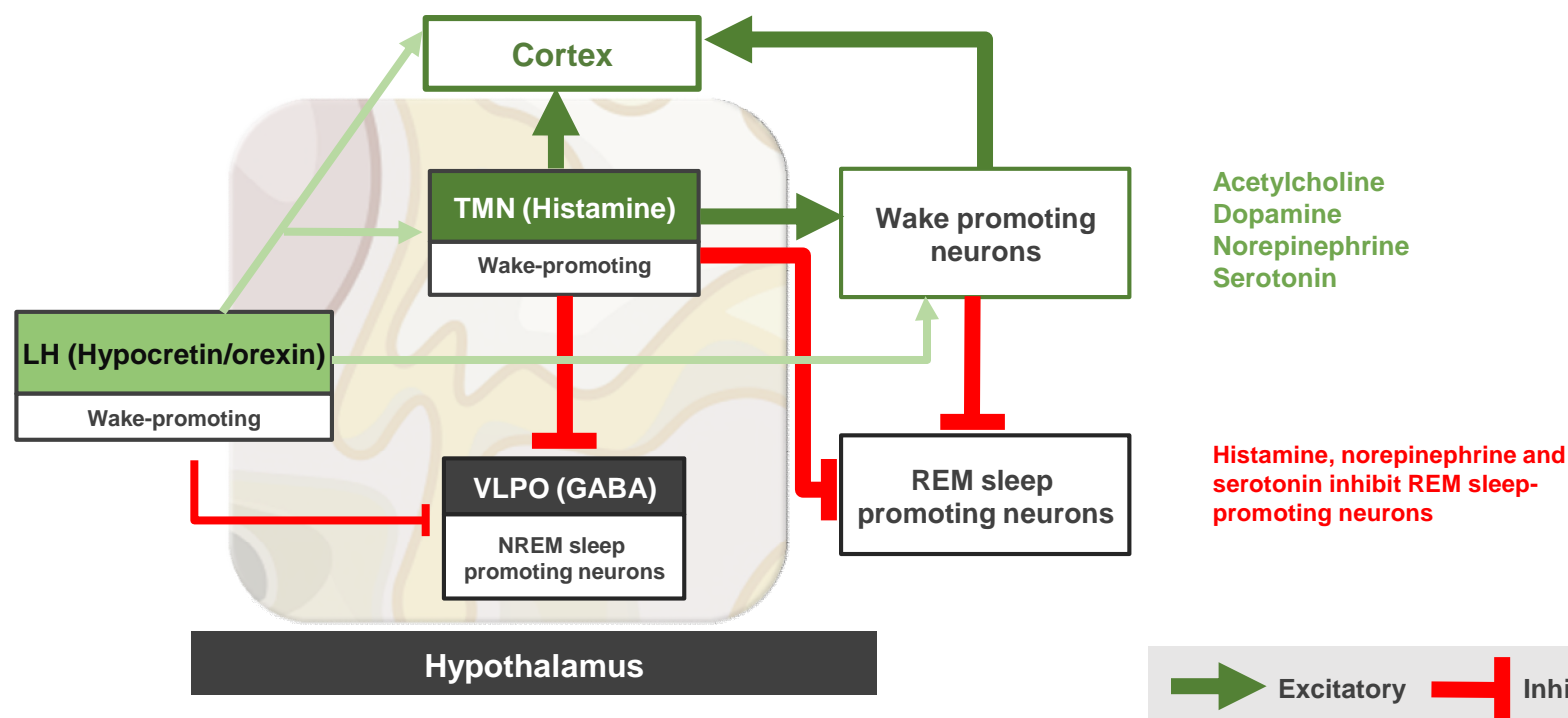 Cortex
TMN (Histamine)
Wake-promoting
Wake promoting
neurons
Acetylcholine
Dopamine
Norepinephrine
Serotonin
LH (Hypocretin/orexin)
Wake-promoting
VLPO (GABA)
NREM sleep
promoting neurons
REM sleep
promoting neurons
Histamine, norepinephrine and
serotonin inhibit REM sleep-
promoting neurons
Hypothalamus
Excitatory
Inhi